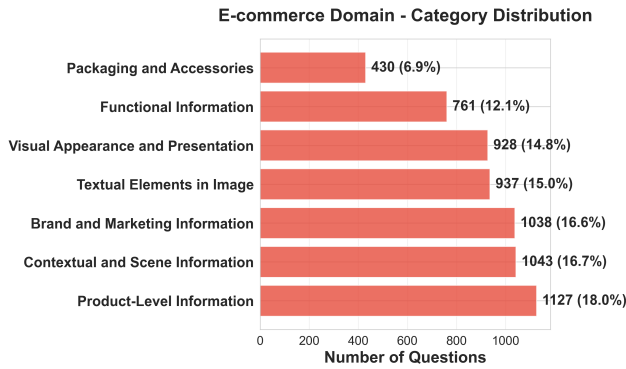 E-commerce Domain - Category Distribution
Packaging and Accessories 430 (6.9%)
Functional Information 761 (12.1%)
Visual Appearance and Presentation 928 (14.8%)
Textual Elements in Image 937 (15.0%)
Brand and Marketing Information 1038 (16.6%)
Contextual and Scene Information 1043 (16.7%)
Product-Level Information 1127 (18.0%)
0 200 400 600 800 1000
Number of Questions